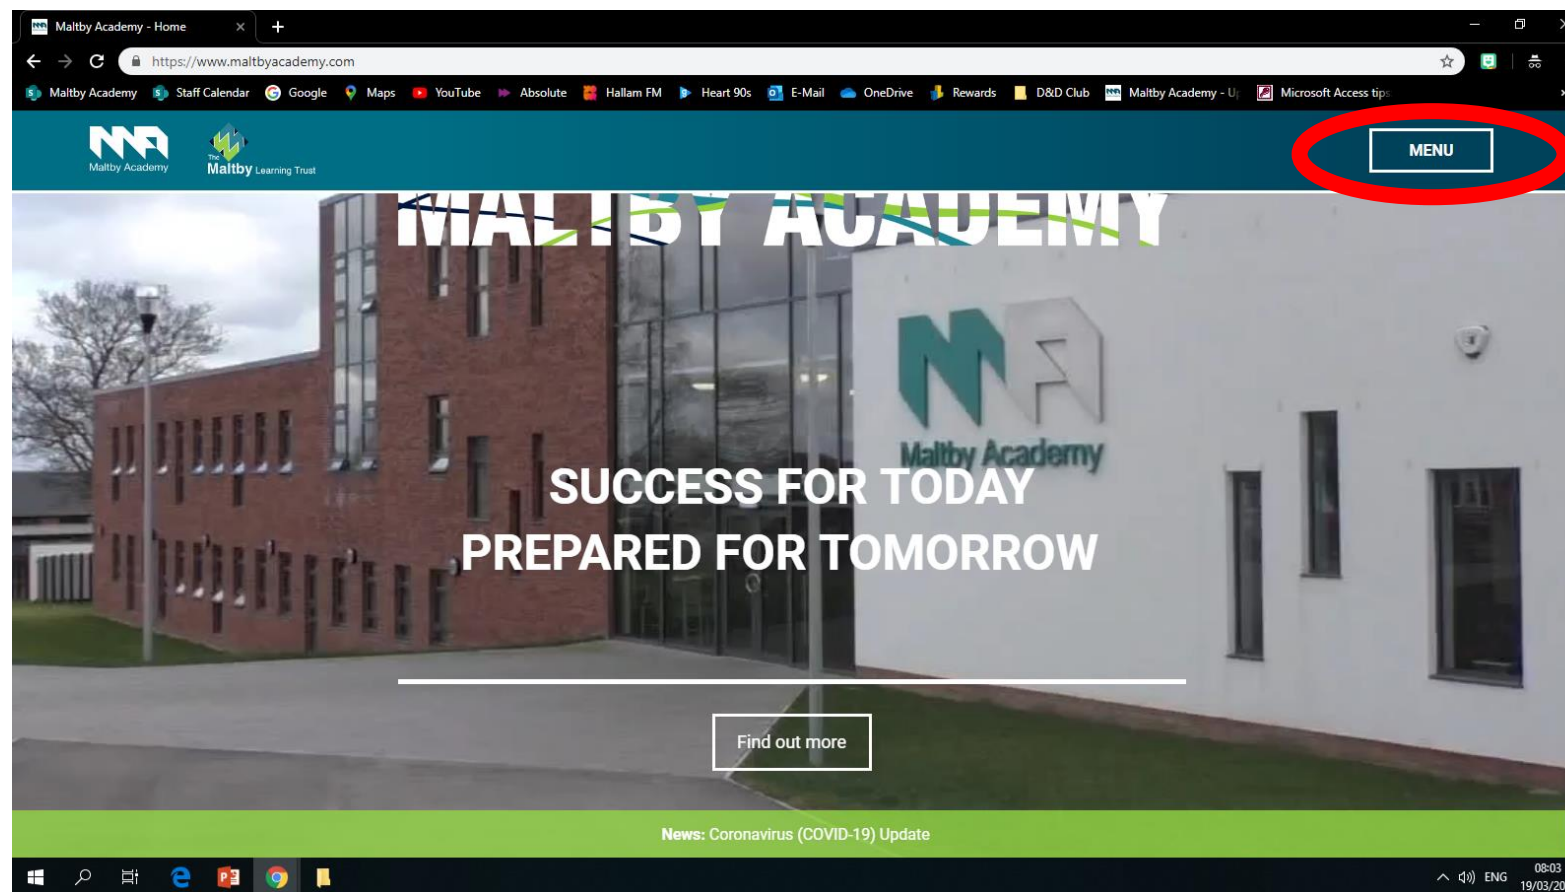 Maltby Academy - Home
https://www.maltbyacademy.com
Maltby Academy Staff Calendar Google Maps YouTube Absolute Hallam FM Heart 90s E-Mail OneDrive Rewards D&D Club Maltby Academy - U Microsoft Access tips
Maltby Academy
The Maltby Learning Trust
MENU
MALTBY ACADEMY
MA
Maltby Academy
SUCCESS FOR TODAY
PREPARED FOR TOMORROW
Find out more
News: Coronavirus (COVID-19) Update
ENG
08:03
19/03/20